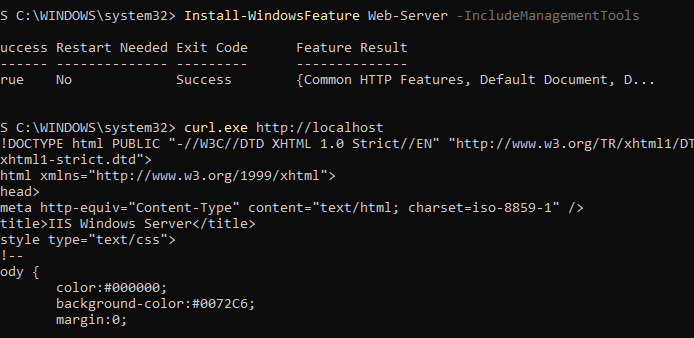 S C:\WINDOWS\system32> Install-WindowsFeature Web-Server -IncludeManagementTools
uccess Restart Needed Exit Code      Feature Result
------ -------------- ---------      --------------
rue    No             Success        {Common HTTP Features, Default Document, D...
S C:\WINDOWS\system32> curl.exe http://localhost
!DOCTYPE html PUBLIC "-//W3C//DTD XHTML 1.0 Strict//EN" "http://www.w3.org/TR/xhtml1/DT
xhtml1-strict.dtd">
html xmlns="http://www.w3.org/1999/xhtml">
head>
meta http-equiv="Content-Type" content="text/html; charset=iso-8859-1" />
title>IIS Windows Server</title>
style type="text/css">
!--
ody {
        color:#000000;
        background-color:#0072C6;
        margin:0;